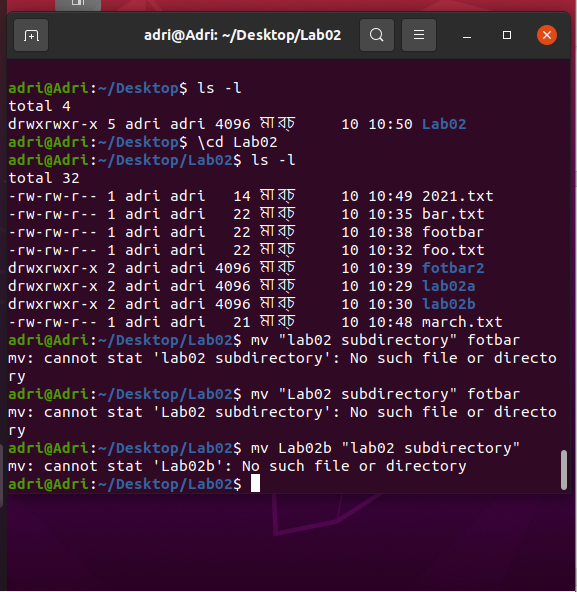 adri@Adri: ~/Desktop/Lab02
adri@Adri:~/Desktop$ ls -l
total 4
drwxrwxr-x 5 adri adri 4096 মার্চ 10 10:50 Lab02
adri@Adri:~/Desktop$ \cd Lab02
adri@Adri:~/Desktop/Lab02$ ls -l
total 32
-rw-rw-r-- 1 adri adri 14 মার্চ 10 10:49 2021.txt
-rw-rw-r-- 1 adri adri 22 মার্চ 10 10:35 bar.txt
-rw-rw-r-- 1 adri adri 22 মার্চ 10 10:38 footbar
-rw-rw-r-- 1 adri adri 22 মার্চ 10 10:32 foo.txt
drwxrwxr-x 2 adri adri 4096 মার্চ 10 10:39 fotbar2
drwxrwxr-x 2 adri adri 4096 মার্চ 10 10:29 lab02a
drwxrwxr-x 2 adri adri 4096 মার্চ 10 10:30 lab02b
-rw-rw-r-- 1 adri adri 21 মার্চ 10 10:48 march.txt
adri@Adri:~/Desktop/Lab02$ mv "lab02 subdirectory" fotbar
mv: cannot stat 'lab02 subdirectory': No such file or directo
ry
adri@Adri:~/Desktop/Lab02$ mv "Lab02 subdirectory" fotbar
mv: cannot stat 'Lab02 subdirectory': No such file or directo
ry
adri@Adri:~/Desktop/Lab02$ mv Lab02b "lab02 subdirectory"
mv: cannot stat 'Lab02b': No such file or directory
adri@Adri:~/Desktop/Lab02$